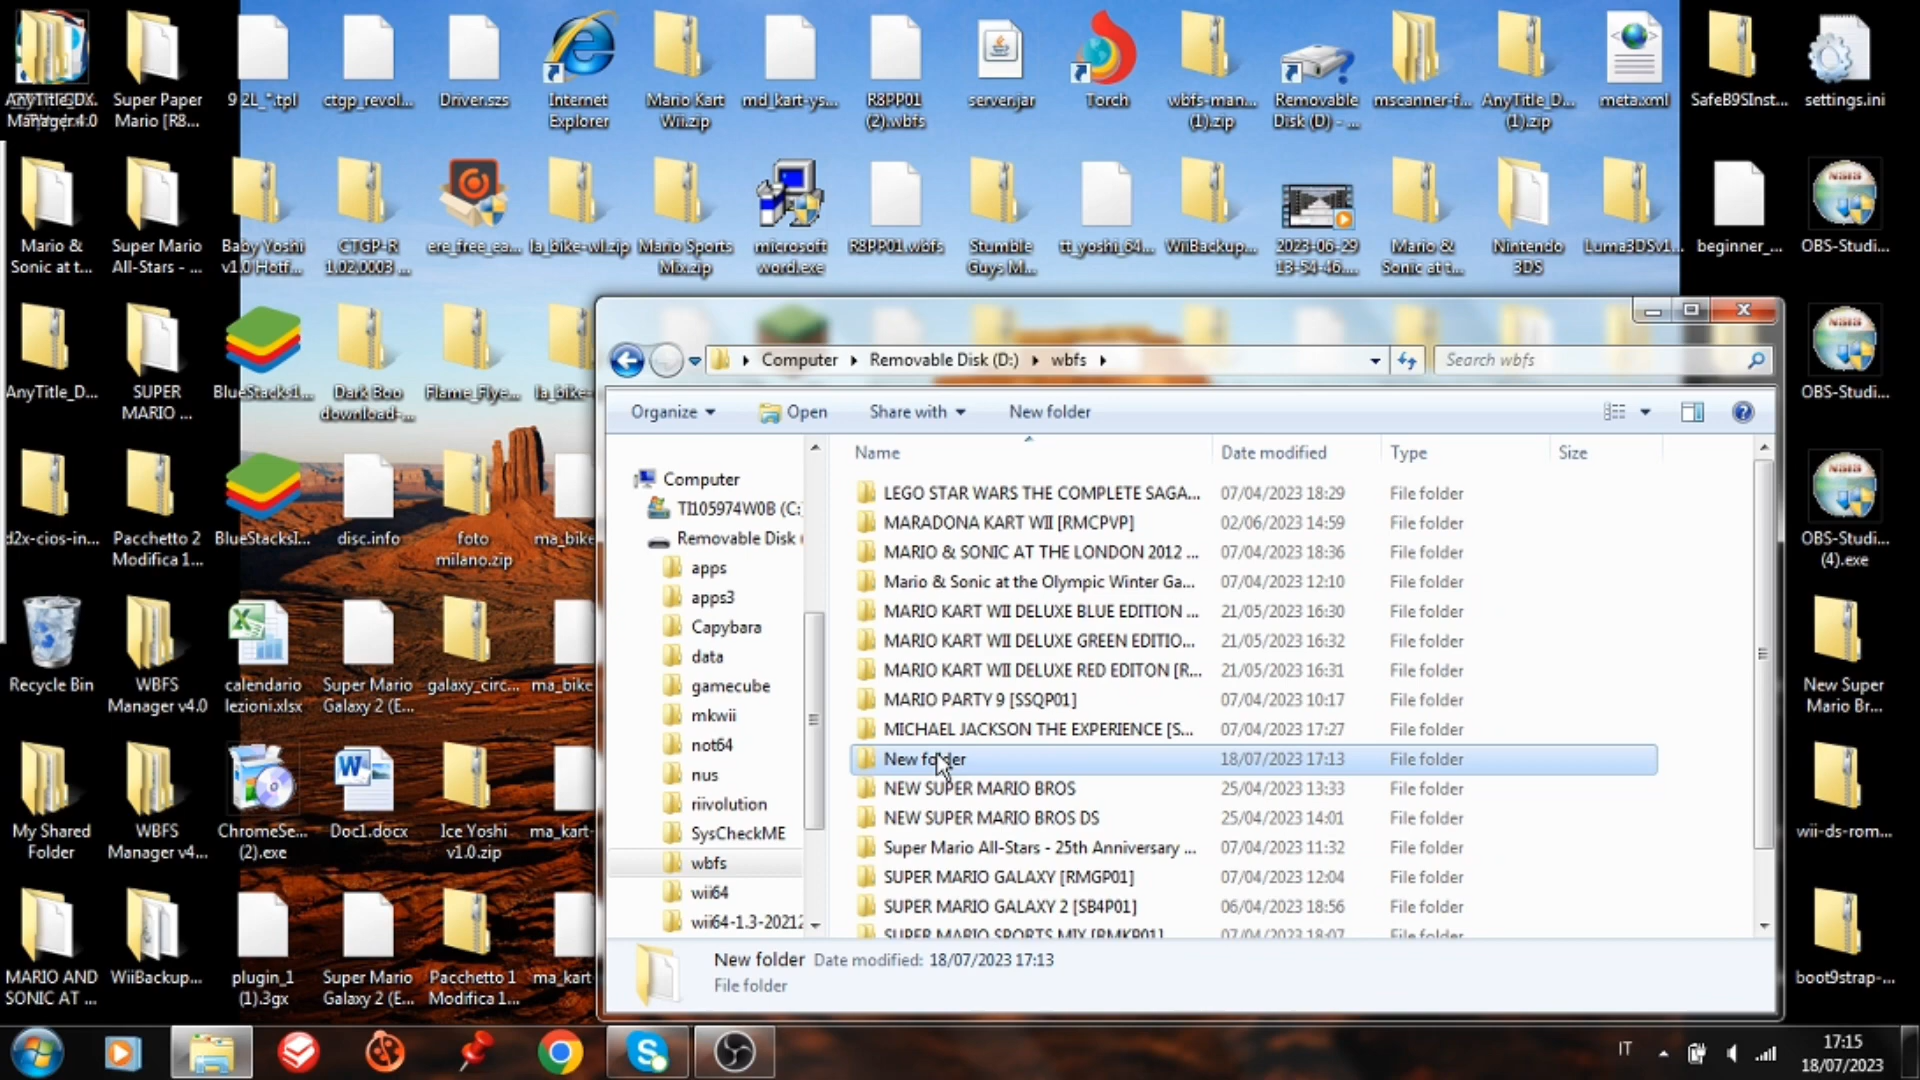 Manager4.0
Super Paper
Mario [R8...
9 2L_*.tpl
ctgp_revol...
Driver.szs
Internet
Explorer
Mario Kart
Wii.zip
md_kart-ys...
R8PP01
(2).wbfs
server.jar
Torch
wbfs-man...
(1).zip
Removable
Disk (D) - ...
mscanner-f...
AnyTitle_D...
(1).zip
meta.xml
SafeB9SInst...
settings.ini
Mario &
Sonic at t...
Super Mario
All-Stars - ...
Baby Yoshi
v1.0 Hotf...
CTGP-R
1.02.0003 ...
ere_free_ea...
la_bike-wl.zip
Mario Sports
Mix.zip
microsoft
word.exe
R8PP01.wbfs
Stumble
Guys M...
tt_yoshi_64...
WiiBackup...
2023-06-29
13-54-46....
Mario &
Sonic at t...
Nintendo
3DS
Luma3DSv1...
beginner_...
OBS-Studi...
AnyTitle_D...
SUPER
MARIO ...
BlueStacks1...
Dark Boo
download-...
Flame_Flye...
la_bike-
OBS-Studi...
d2x-cios-in...
Pacchetto 2
Modifica 1...
BlueStacksI...
disc.info
foto
milano.zip
ma_bike
OBS-Studi...
(4).exe
Recycle Bin
WBFS
Manager v4.0
calendario
lezioni.xlsx
Super Mario
Galaxy 2 (E...
galaxy_circ...
ma_bike
New Super
Mario Br...
My Shared
Folder
WBFS
Manager v4...
ChromeSe...
(2).exe
Doc1.docx
Ice Yoshi
v1.0.zip
ma_kart-
wii-ds-rom...
MARIO AND
SONIC AT ...
WiiBackup...
plugin_1
(1).3gx
Super Mario
Galaxy 2 (E...
Pacchetto 1
Modifica 1...
ma_kart
boot9strap-...
Computer
Removable Disk (D:)
wbfs
Search wbfs
Organize
Open
Share with
New folder
Name
Date modified
Type
Size
Computer
TI105974W0B (C:
Removable Disk
apps
apps3
Capybara
data
gamecube
mkwii
not64
nus
riivolution
SysCheckME
wbfs
wii64
wii64-1.3-20212
LEGO STAR WARS THE COMPLETE SAGA... 07/04/2023 18:29 File folder
MARADONA KART WII [RMCPVP] 02/06/2023 14:59 File folder
MARIO & SONIC AT THE LONDON 2012 ... 07/04/2023 18:36 File folder
Mario & Sonic at the Olympic Winter Ga... 07/04/2023 12:10 File folder
MARIO KART WII DELUXE BLUE EDITION ... 21/05/2023 16:30 File folder
MARIO KART WII DELUXE GREEN EDITIO... 21/05/2023 16:32 File folder
MARIO KART WII DELUXE RED EDITON [R... 21/05/2023 16:31 File folder
MARIO PARTY 9 [SSQP01] 07/04/2023 10:17 File folder
MICHAEL JACKSON THE EXPERIENCE [S... 07/04/2023 17:27 File folder
New folder 18/07/2023 17:13 File folder
NEW SUPER MARIO BROS 25/04/2023 13:33 File folder
NEW SUPER MARIO BROS DS 25/04/2023 14:01 File folder
Super Mario All-Stars - 25th Anniversary ... 07/04/2023 11:32 File folder
SUPER MARIO GALAXY [RMGP01] 07/04/2023 12:04 File folder
SUPER MARIO GALAXY 2 [SB4P01] 06/04/2023 18:56 File folder
SUPER MARIO SPORTS MIX [RMKP01] 07/04/2023 18:07 File folder
New folder Date modified: 18/07/2023 17:13
File folder
IT
17:15
18/07/2023